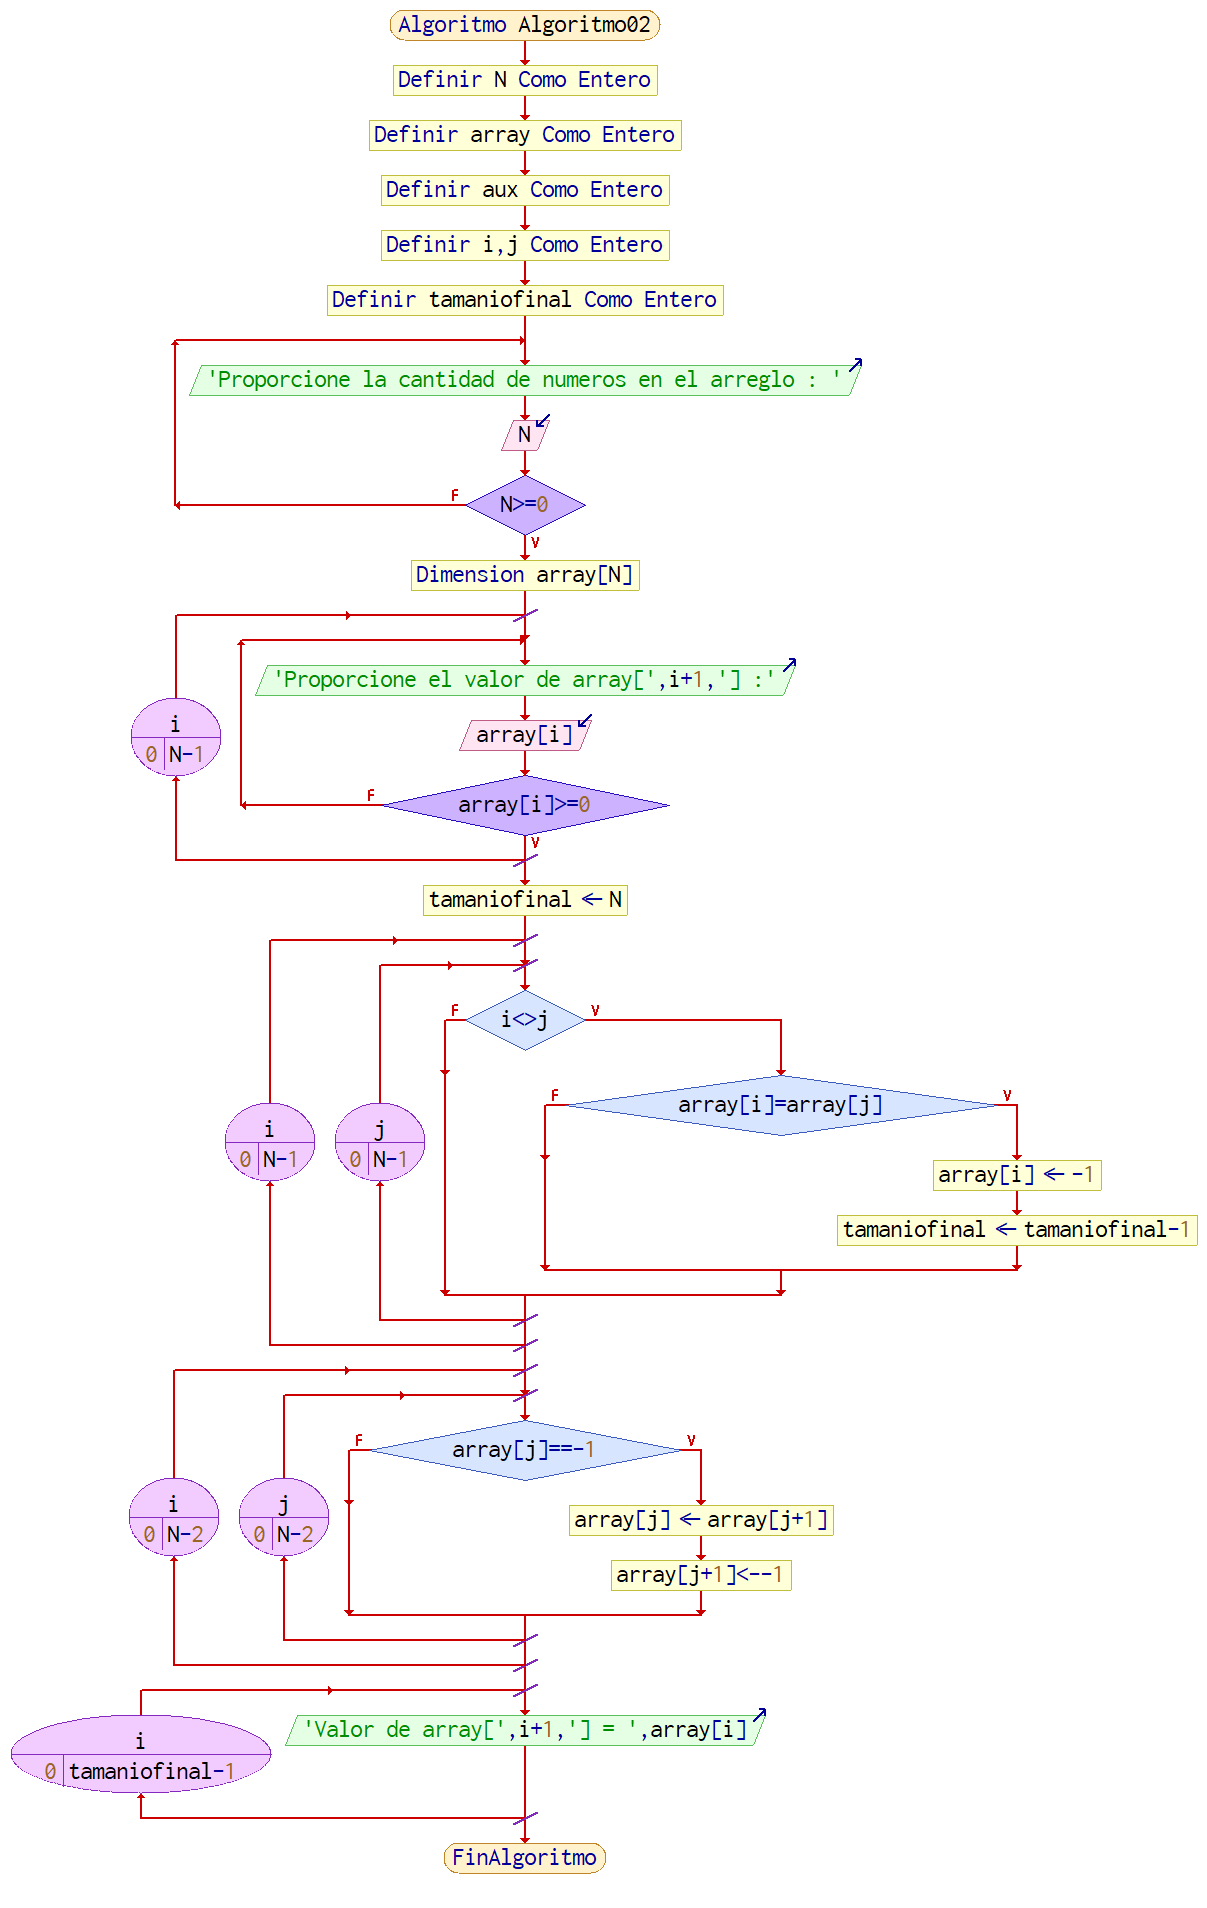 Algoritmo Algoritmo02
Definir N Como Entero
Definir array Como Entero
Definir aux Como Entero
Definir i,j Como Entero
Definir tamaniofinal Como Entero
'Proporcione la cantidad de numeros en el arreglo : '
N
F
N>=0
V
Dimension array[N]
'Proporcione el valor de array[',i+1,'] :'
i
0 N-1
array[i]
F
array[i]>=0
V
tamaniofinal <- N
F
i<>j
V
F
array[i]=array[j]
V
i
0 N-1
j
0 N-1
array[i] <- -1
tamaniofinal <- tamaniofinal-1
F
array[j]==-1
V
i
0 N-2
j
0 N-2
array[j] <- array[j+1]
array[j+1]<--1
'Valor de array[',i+1,'] = ',array[i]
i
0 tamaniofinal-1
FinAlgoritmo